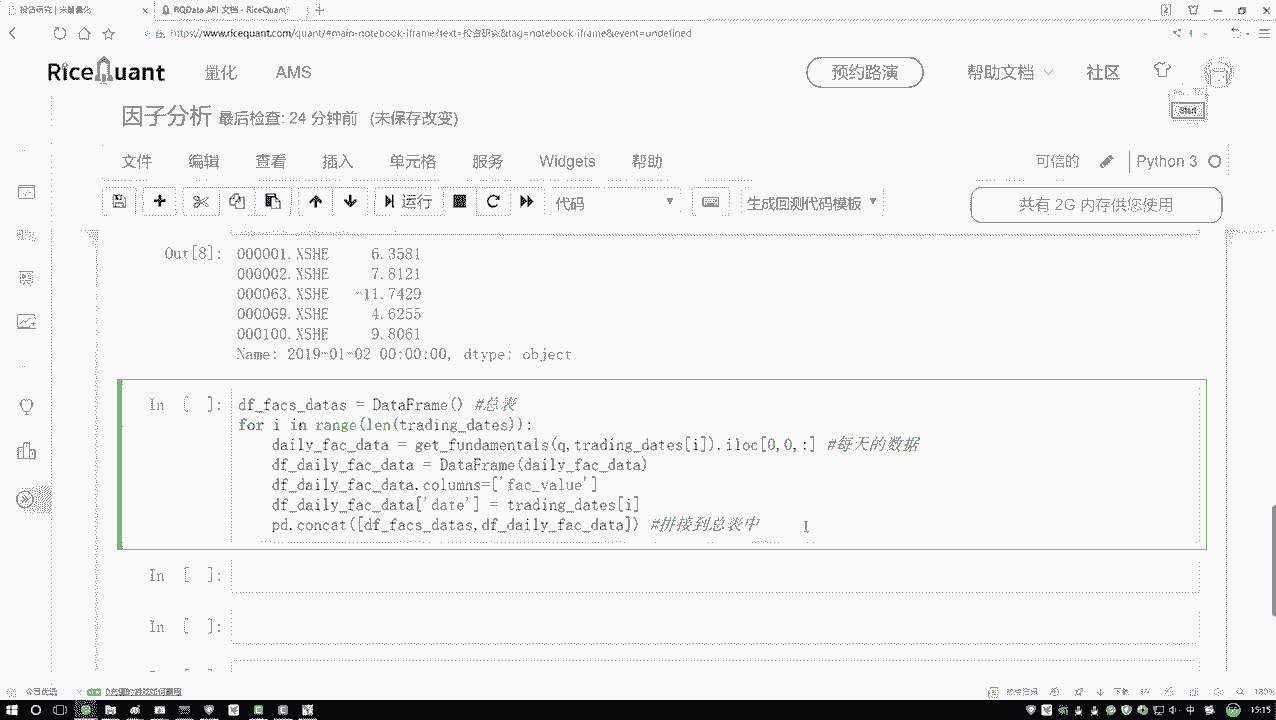 投资研究 | 米筐量化
RQData API 文档 - RiceQuant
https://www.ricequant.com/quant/#main-notebook-iframe?text=投资研究&tag=notebook-iframe&event=undefined
RiceQuant 量化 AMS 预约路演 帮助文档 社区
Start
因子分析 最后检查: 24 分钟前 (未保存改变)
文件 编辑 查看 插入 单元格 服务 Widgets 帮助 可信的 Python 3
运行 代码 生成回测代码模板 共有 2G 内存供您使用
Out[8]: 000001.XSHE 6.3581
000002.XSHE 7.8121
000063.XSHE -11.7429
000069.XSHE 4.6255
000100.XSHE 9.8061
Name: 2019-01-02 00:00:00, dtype: object
In [ ]: df_facs_datas = DataFrame() #总表
for i in range(len(trading_dates)):
daily_fac_data = get_fundamentals(q,trading_dates[i]).iloc[0,0,:] #每天的数据
df_daily_fac_data = DataFrame(daily_fac_data)
df_daily_fac_data.columns=['fac_value']
df_daily_fac_data['date'] = trading_dates[i]
pd.concat([df_facs_datas,df_daily_fac_data]) #拼接到总表中
In [ ]:
In [ ]:
今日优选
下载
180%
中
15:15